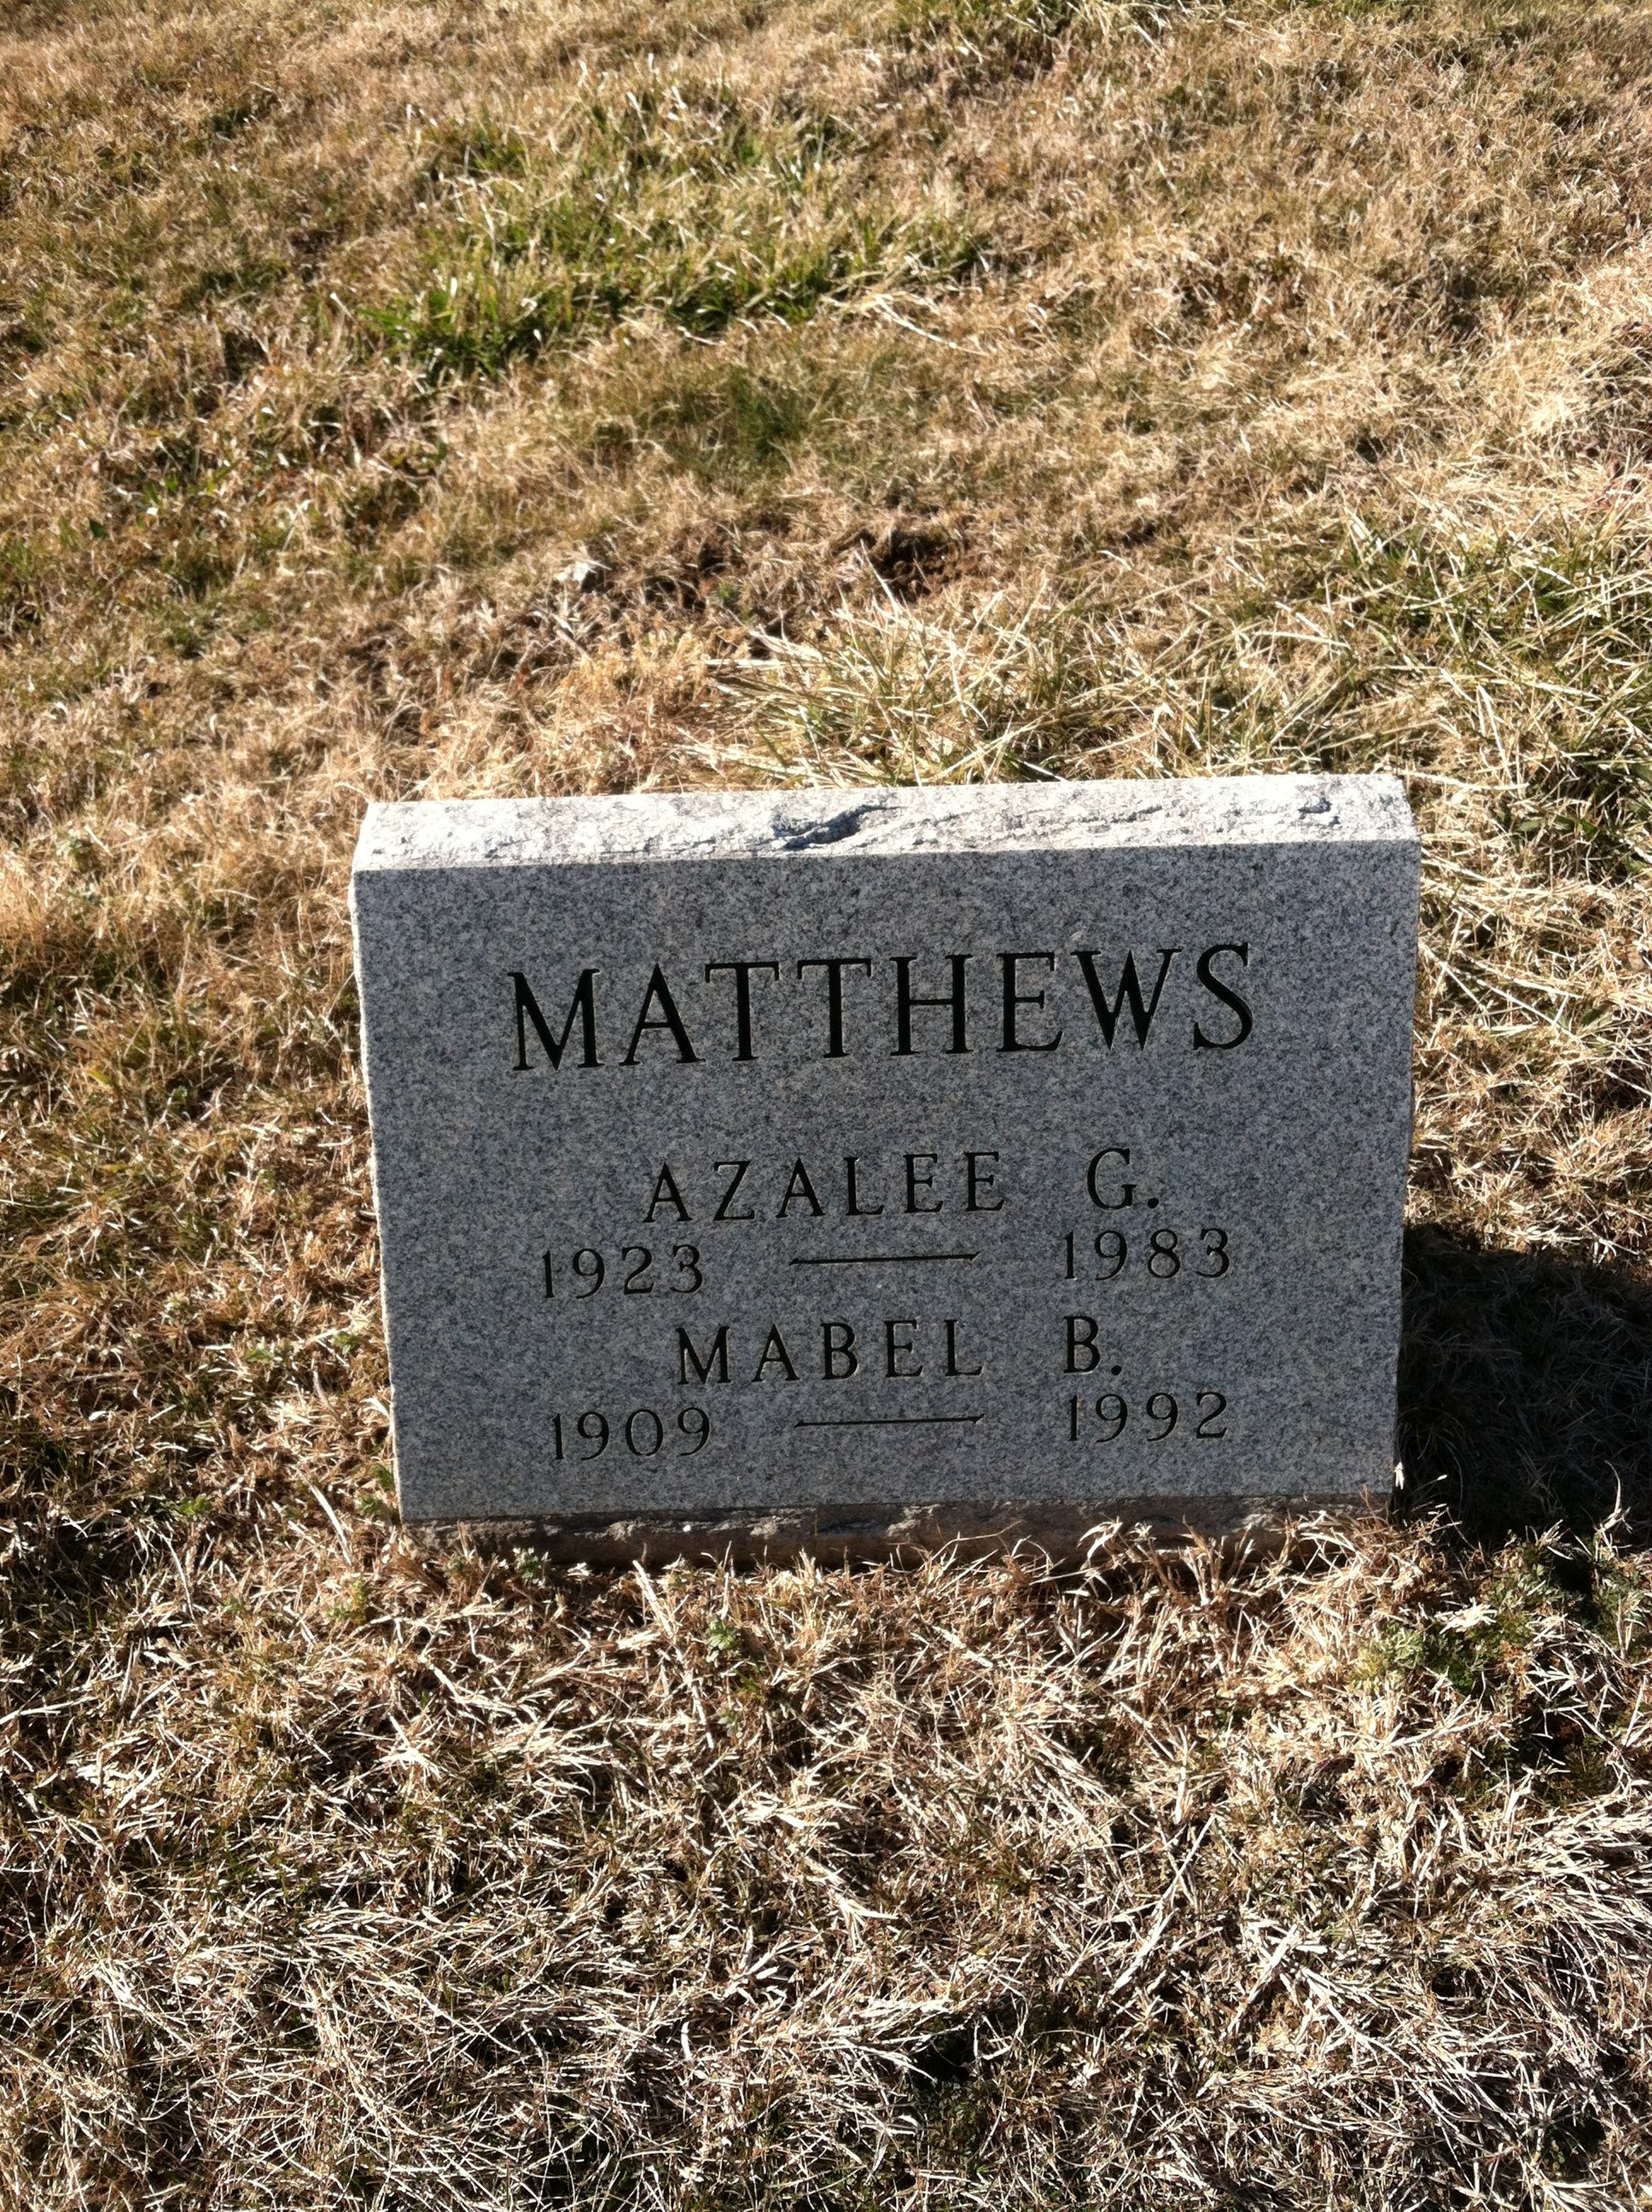 MATTHEWS
AZALEE G.
1923 — 1983
MABEL B.
1909 — 1992